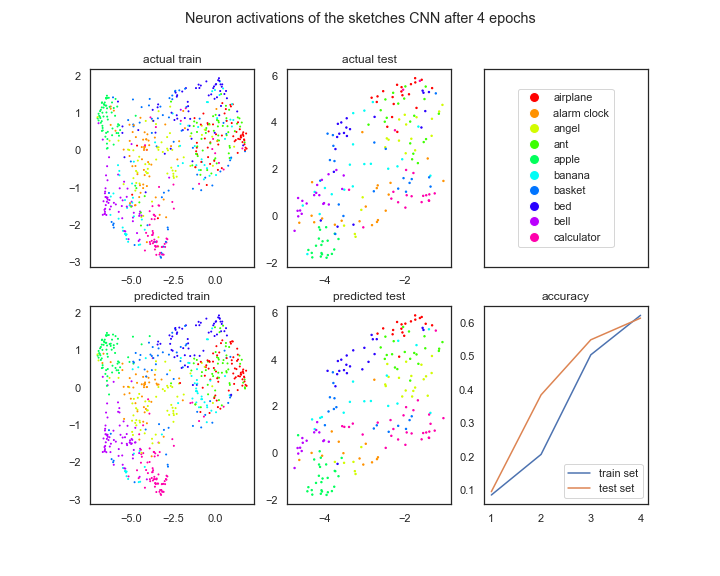 Neuron activations of the sketches CNN after 4 epochs
actual train
actual test
2
1
0
−1
−2
−3
−5.0 −2.5 0.0
6
4
2
0
−2
−4 −2
airplane
alarm clock
angel
ant
apple
banana
basket
bed
bell
calculator
predicted train
predicted test
accuracy
2
1
0
−1
−2
−3
−5.0 −2.5 0.0
6
4
2
0
−2
−4 −2
0.6
0.5
0.4
0.3
0.2
0.1
train set
test set
1 2 3 4